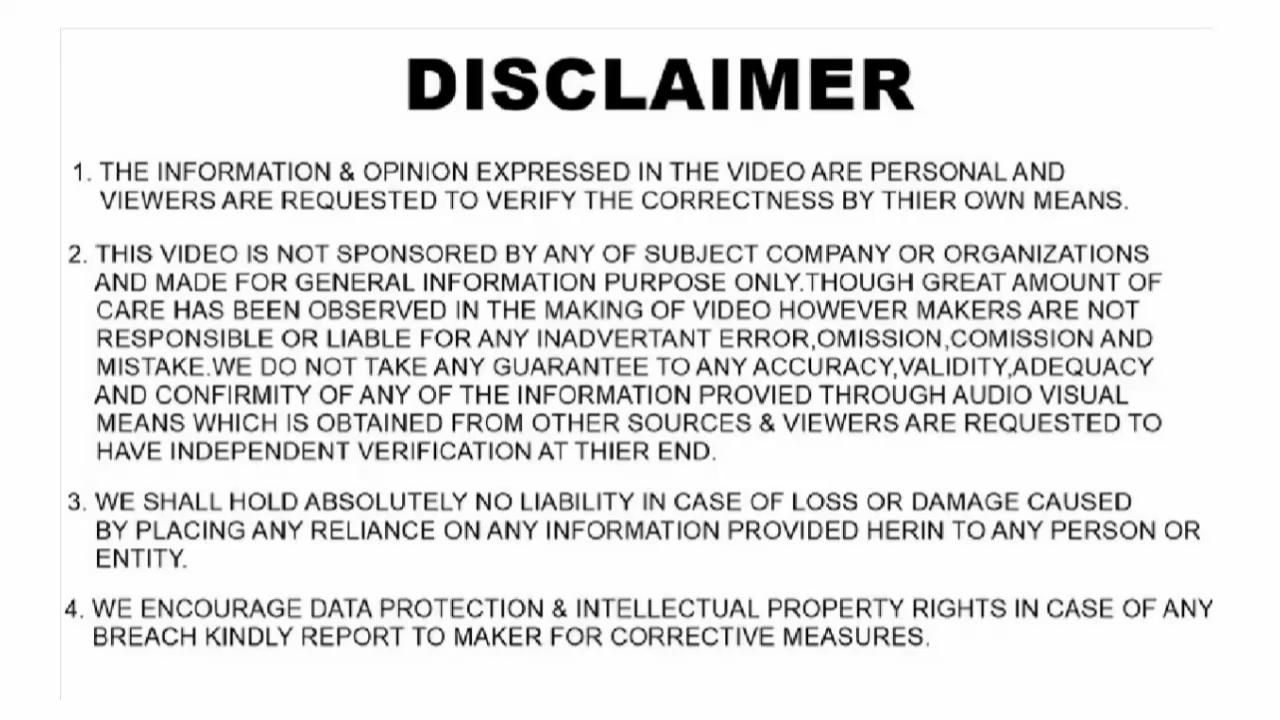 DISCLAIMER
1. THE INFORMATION & OPINION EXPRESSED IN THE VIDEO ARE PERSONAL AND
VIEWERS ARE REQUESTED TO VERIFY THE CORRECTNESS BY THIER OWN MEANS.
2. THIS VIDEO IS NOT SPONSORED BY ANY OF SUBJECT COMPANY OR ORGANIZATIONS
AND MADE FOR GENERAL INFORMATION PURPOSE ONLY.THOUGH GREAT AMOUNT OF
CARE HAS BEEN OBSERVED IN THE MAKING OF VIDEO HOWEVER MAKERS ARE NOT
RESPONSIBLE OR LIABLE FOR ANY INADVERTANT ERROR,OMISSION,COMISSION AND
MISTAKE.WE DO NOT TAKE ANY GUARANTEE TO ANY ACCURACY,VALIDITY,ADEQUACY
AND CONFIRMITY OF ANY OF THE INFORMATION PROVIED THROUGH AUDIO VISUAL
MEANS WHICH IS OBTAINED FROM OTHER SOURCES & VIEWERS ARE REQUESTED TO
HAVE INDEPENDENT VERIFICATION AT THIER END.
3. WE SHALL HOLD ABSOLUTELY NO LIABILITY IN CASE OF LOSS OR DAMAGE CAUSED
BY PLACING ANY RELIANCE ON ANY INFORMATION PROVIDED HERIN TO ANY PERSON OR
ENTITY.
4. WE ENCOURAGE DATA PROTECTION & INTELLECTUAL PROPERTY RIGHTS IN CASE OF ANY
BREACH KINDLY REPORT TO MAKER FOR CORRECTIVE MEASURES.